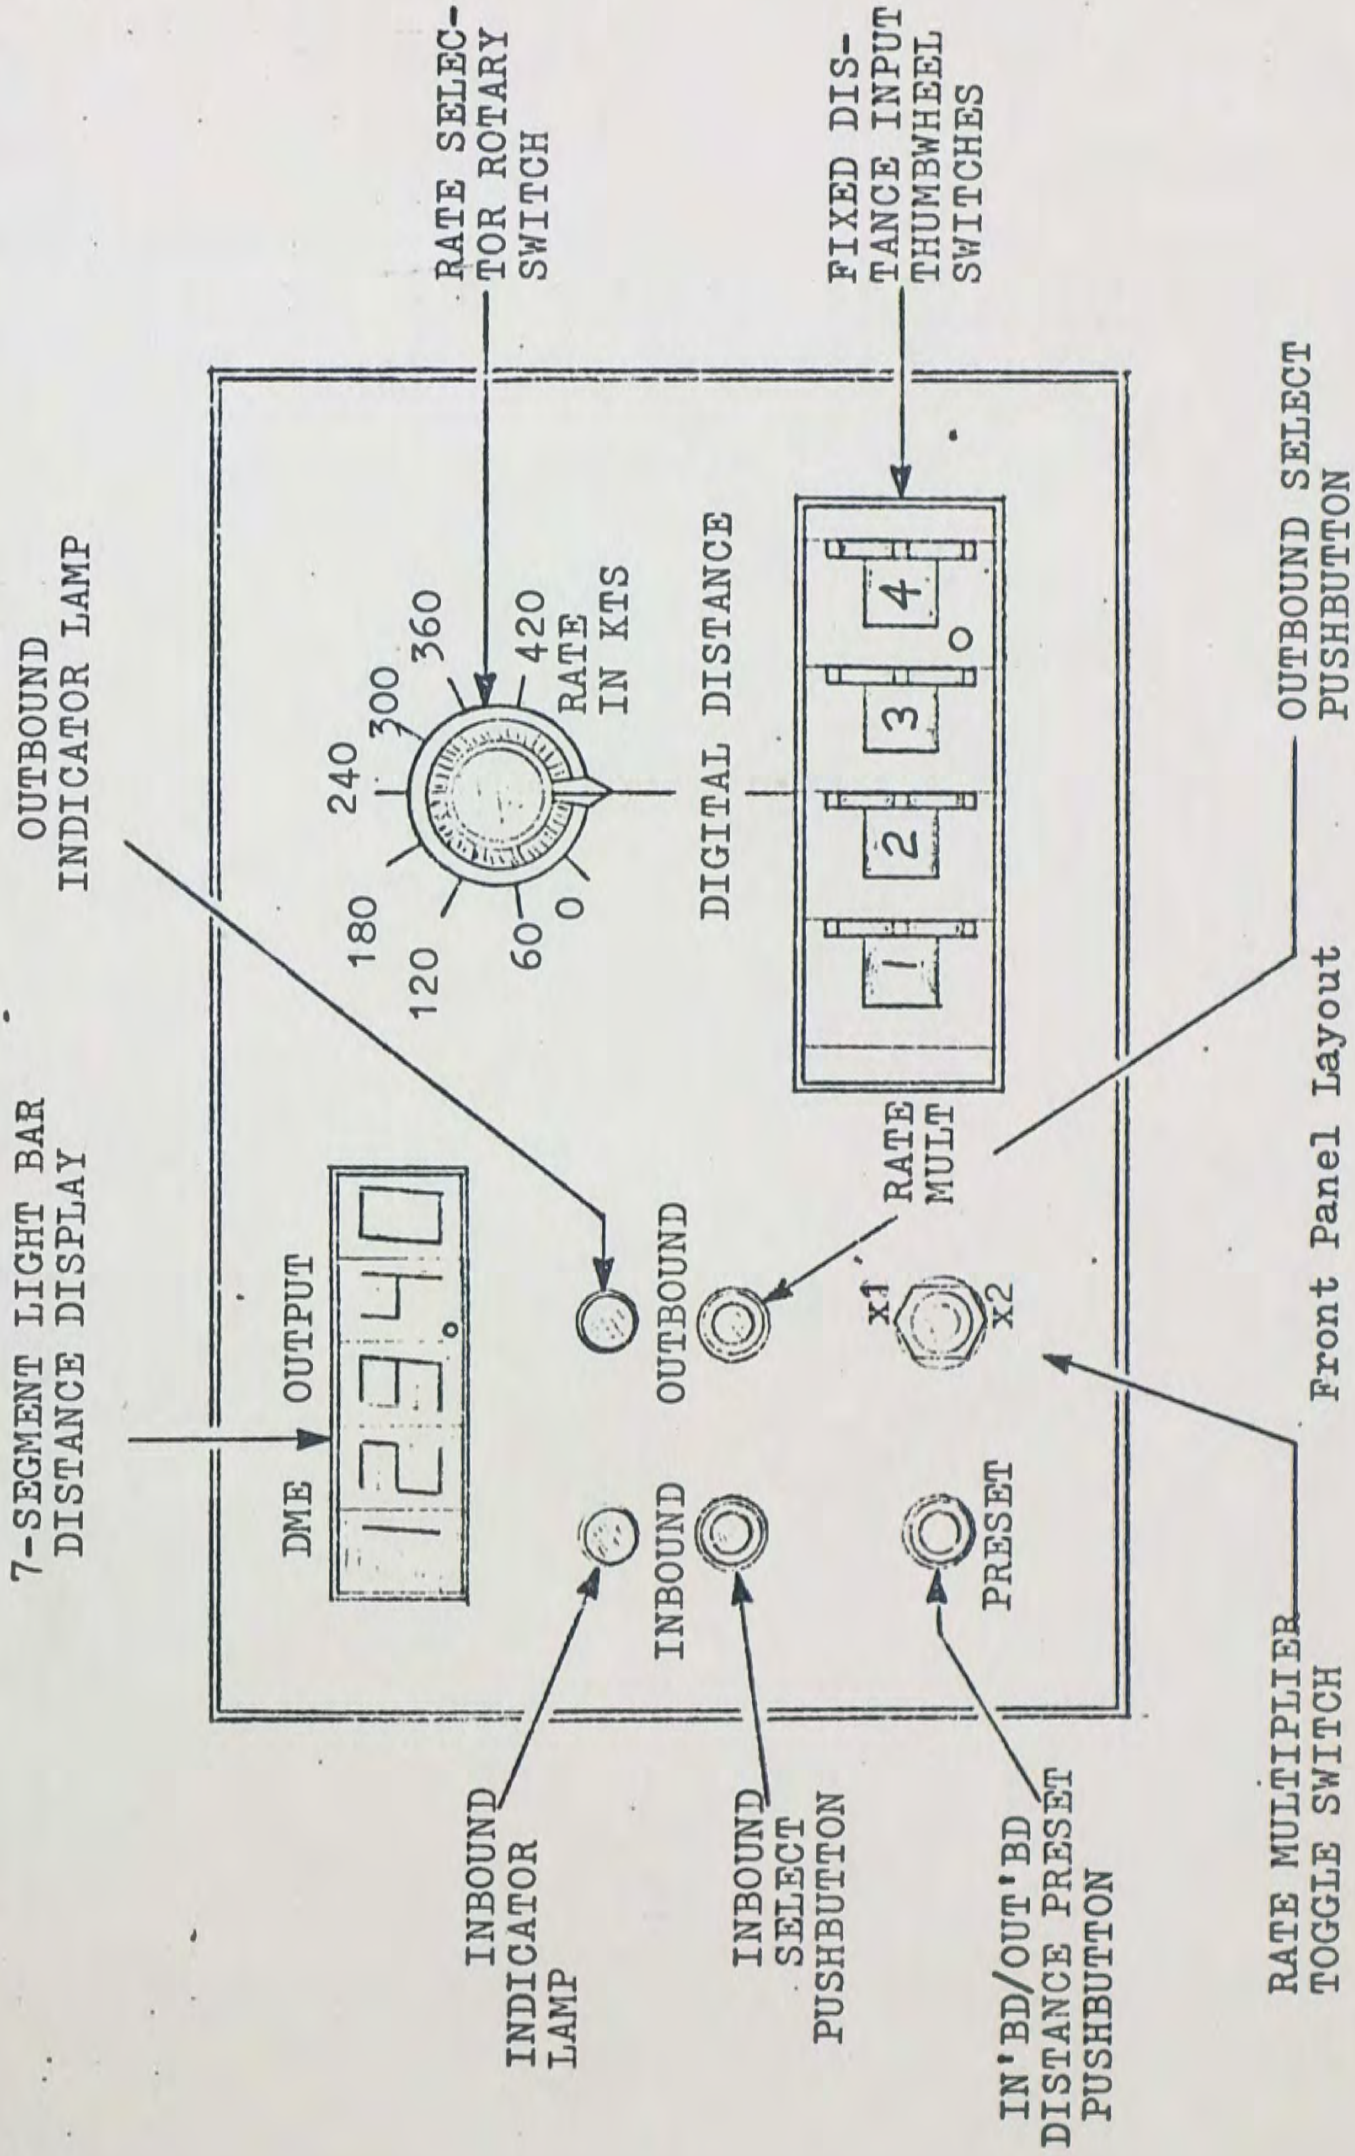 7-SEGMENT LIGHT BAR
DISTANCE DISPLAY
OUTBOUND
INDICATOR LAMP
DME OUTPUT
123.40
240
300
180
360
120
420
60
0
RATE
IN KTS
RATE SELEC-
TOR ROTARY
SWITCH
INBOUND
INDICATOR
LAMP
INBOUND
OUTBOUND
DIGITAL DISTANCE
INBOUND
SELECT
PUSHBUTTON
RATE
MULT
x1
x2
1 2 3 4
FIXED DIS-
TANCE INPUT
THUMBWHEEL
SWITCHES
PRESET
IN'BD/OUT'BD
DISTANCE PRESET
PUSHBUTTON
RATE MULTIPLIER
TOGGLE SWITCH
OUTBOUND SELECT
PUSHBUTTON
Front Panel Layout